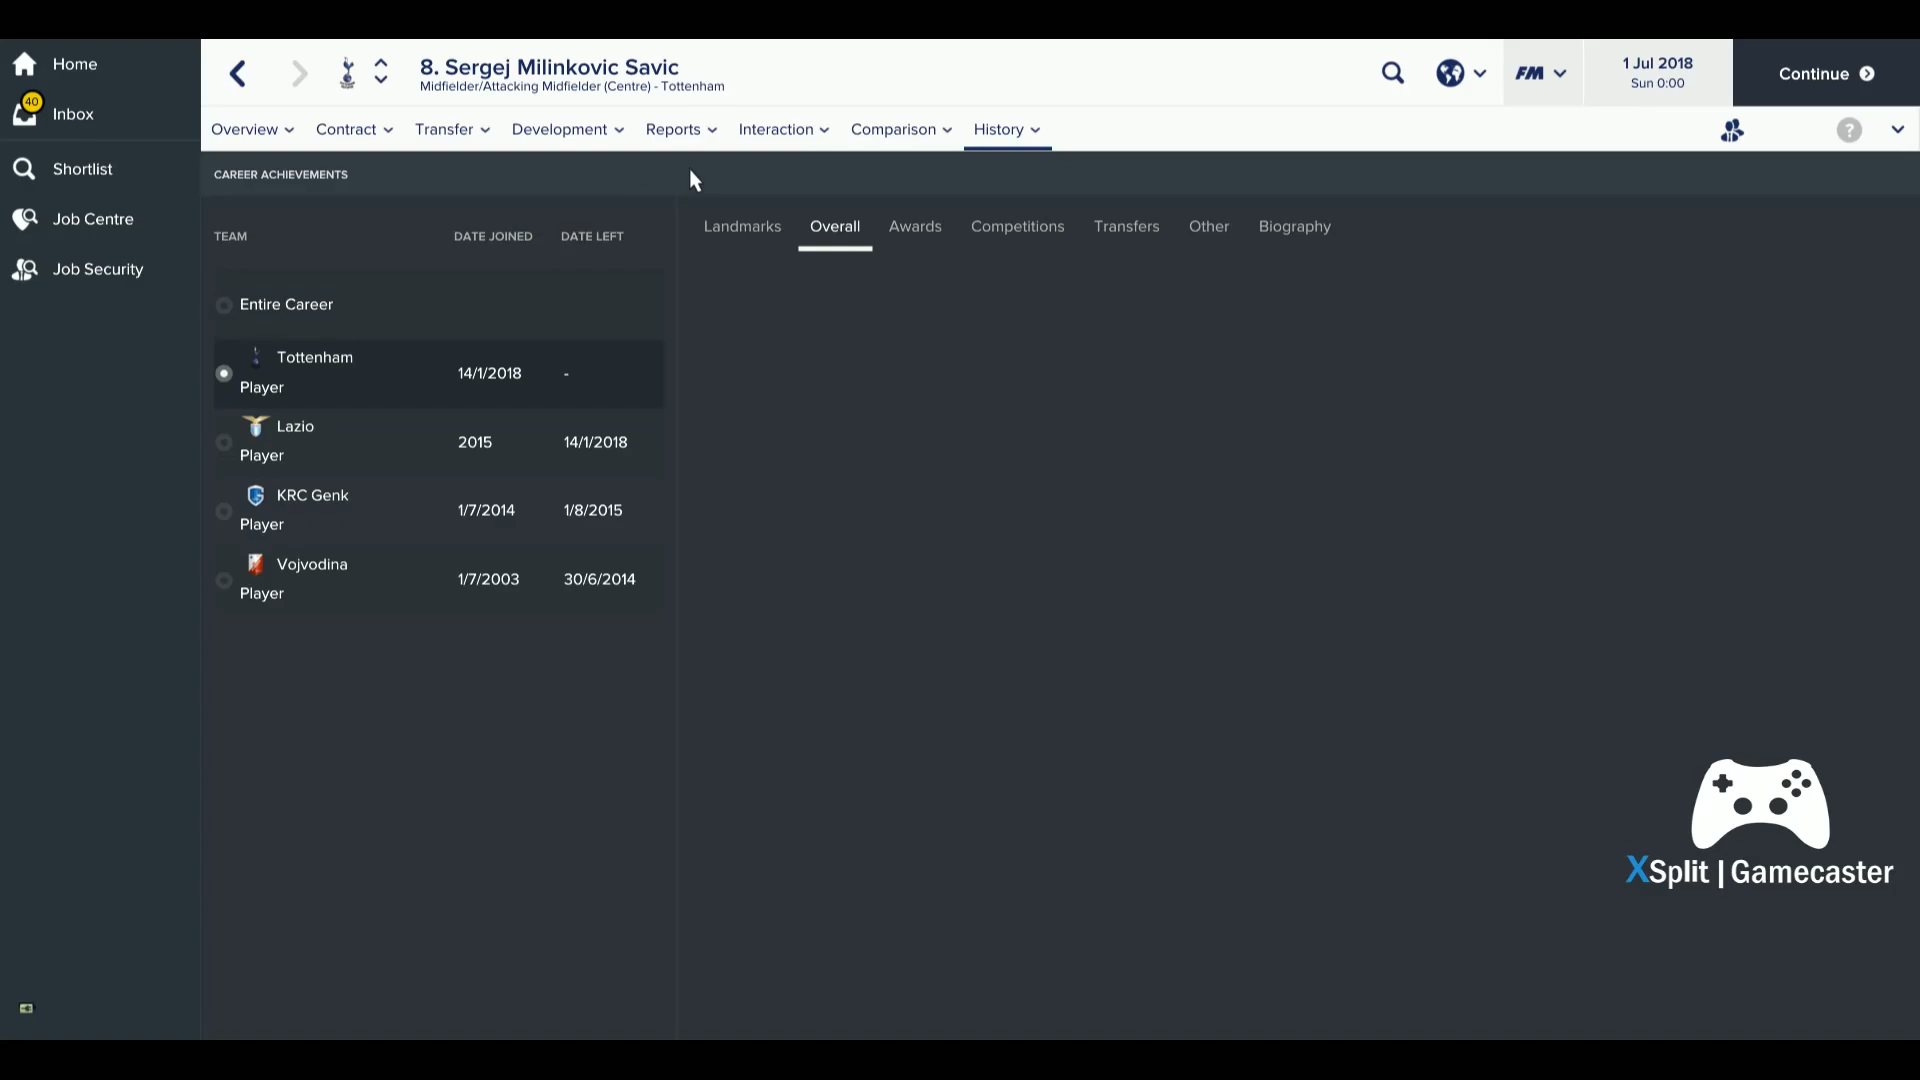 Home
40
Inbox
Shortlist
Job Centre
Job Security
8. Sergej Milinkovic Savic
Midfielder/Attacking Midfielder (Centre) - Tottenham
FM
1 Jul 2018
Sun 0:00
Continue
Overview
Contract
Transfer
Development
Reports
Interaction
Comparison
History
?
CAREER ACHIEVEMENTS
TEAM DATE JOINED DATE LEFT
Landmarks Overall Awards Competitions Transfers Other Biography
Entire Career
Tottenham
Player
14/1/2018 -
Lazio
Player
2015 14/1/2018
KRC Genk
Player
1/7/2014 1/8/2015
Vojvodina
Player
1/7/2003 30/6/2014
XSplit | Gamecaster